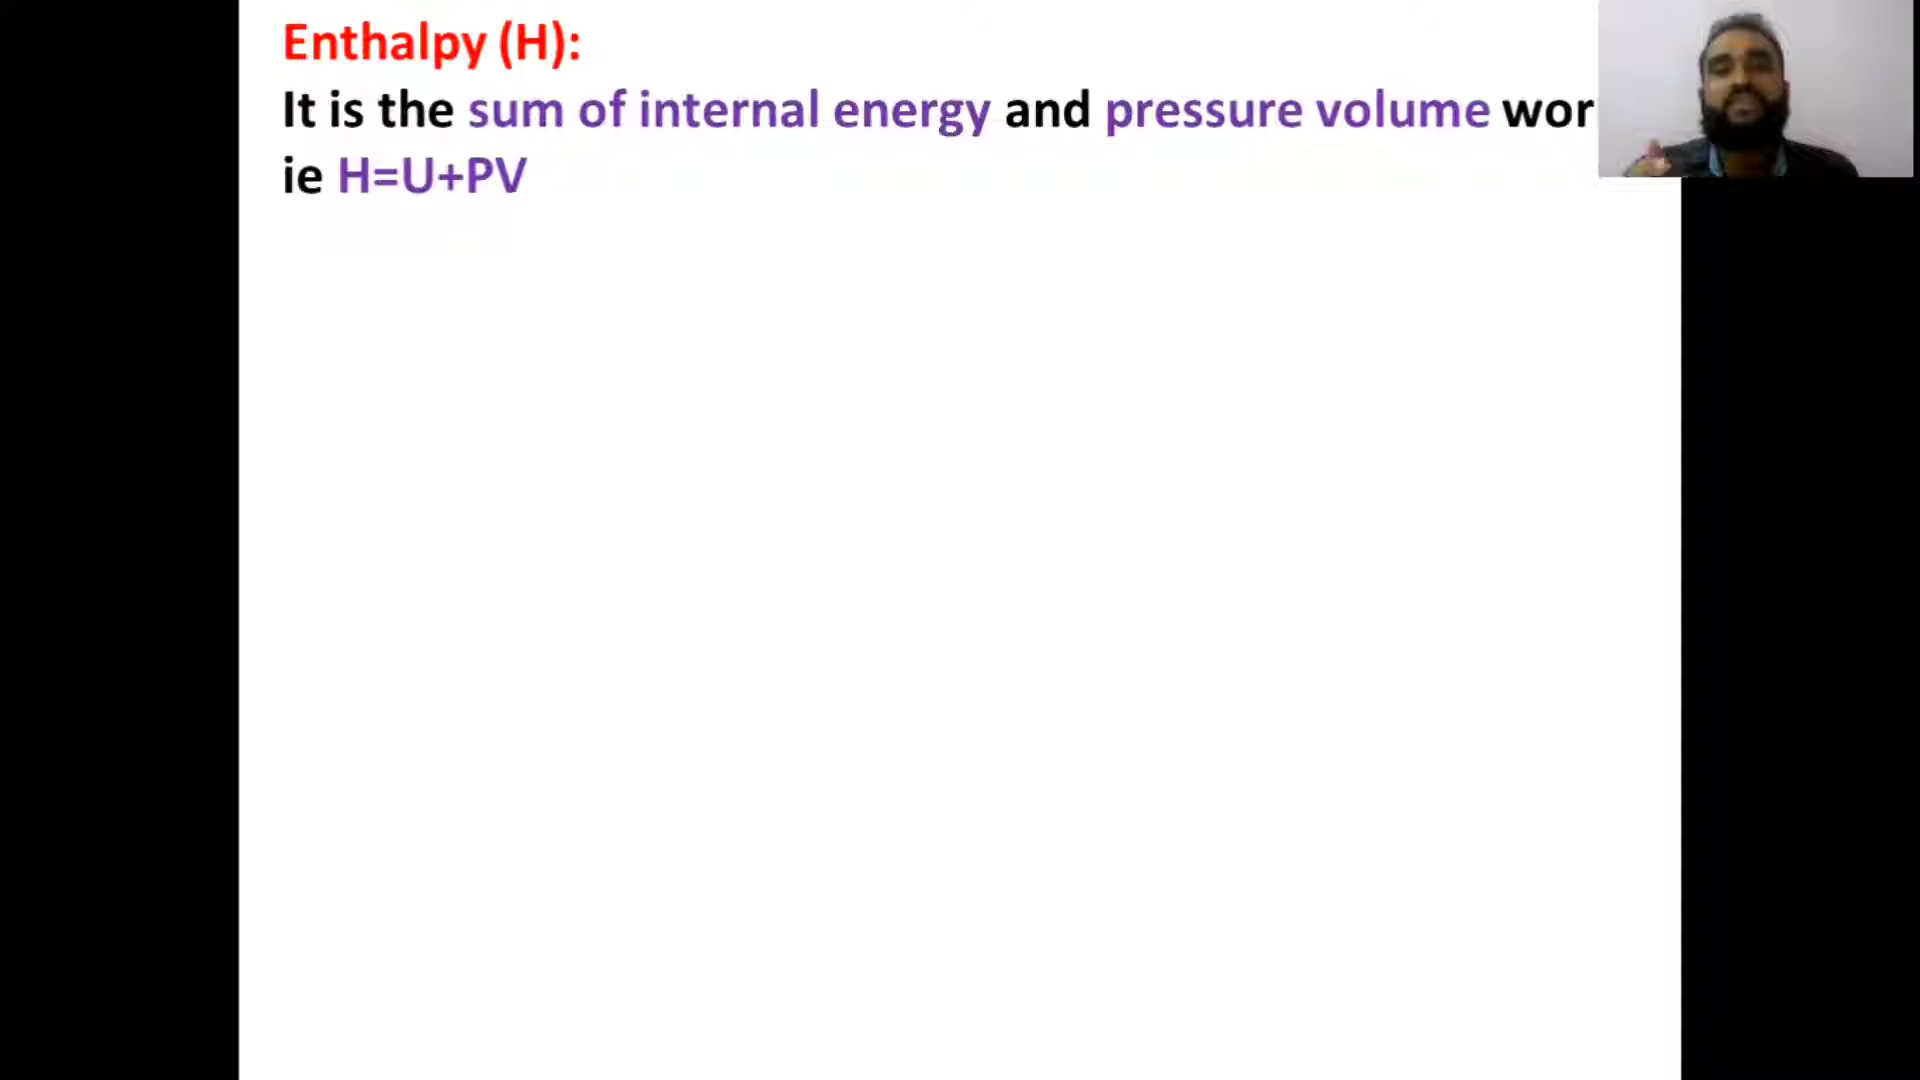 Enthalpy (H):
It is the sum of internal energy and pressure volume wor
ie H=U+PV